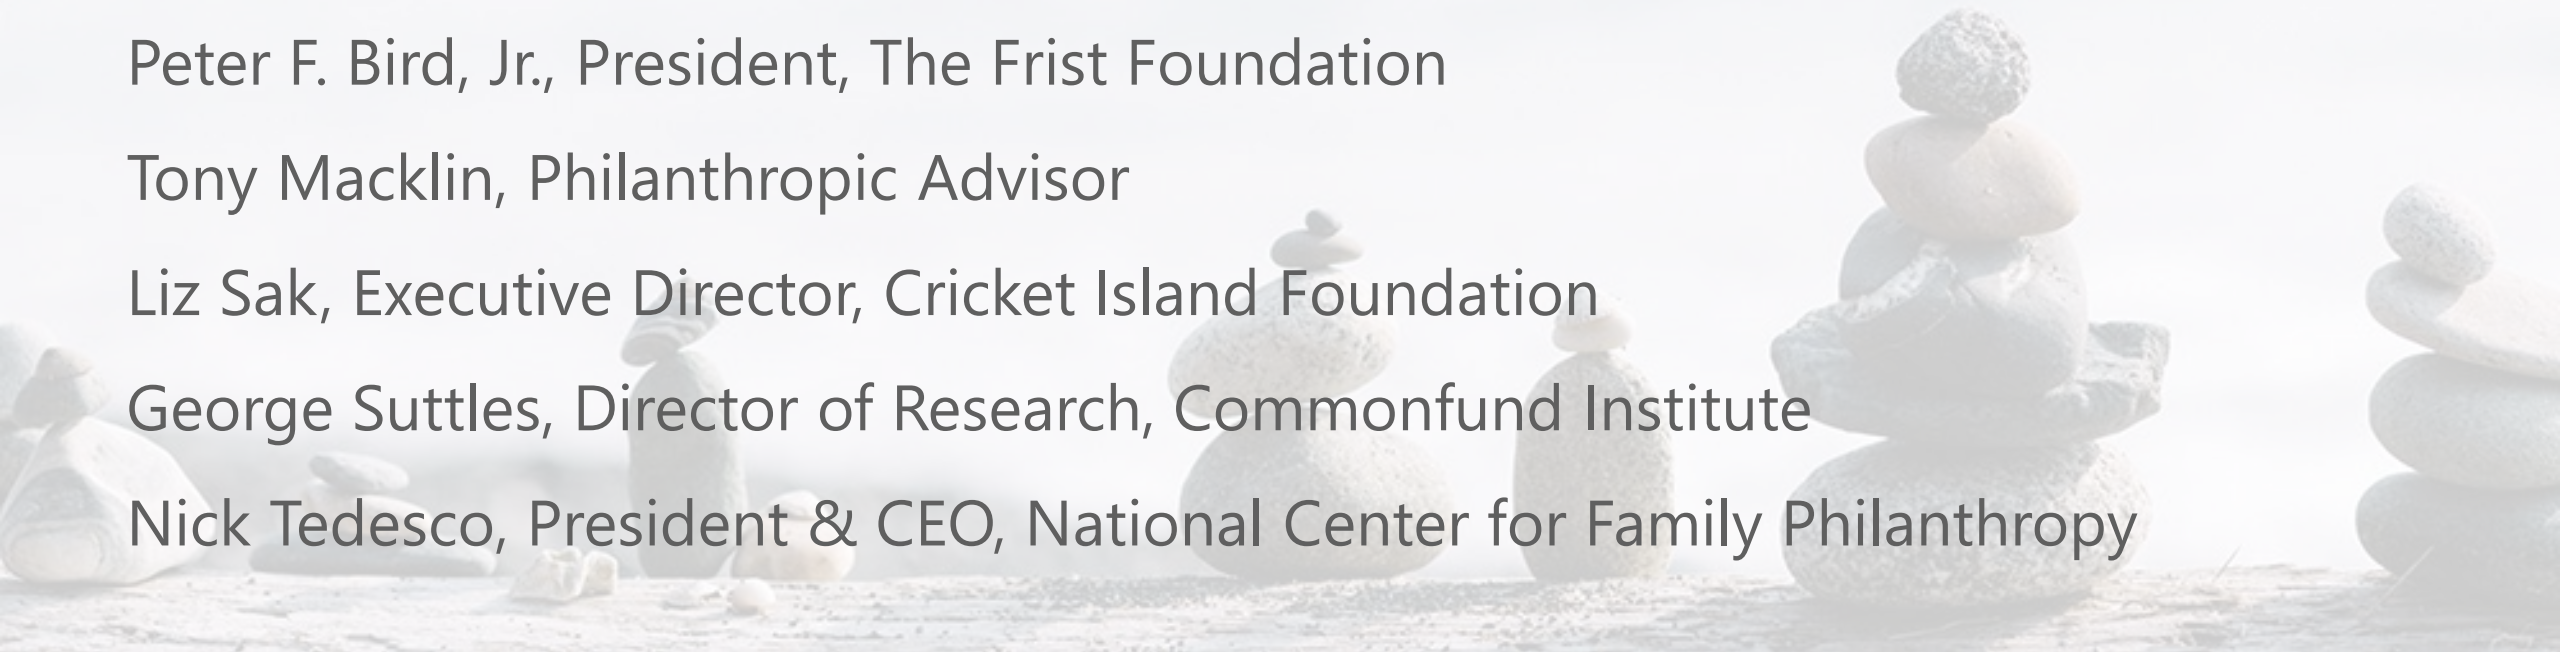 Peter F. Bird, Jr., President, The Frist Foundation
Tony Macklin, Philanthropic Advisor
Liz Sak, Executive Director, Cricket Island Foundation
George Suttles, Director of Research, Commonfund Institute
Nick Tedesco, President & CEO, National Center for Family Philanthropy